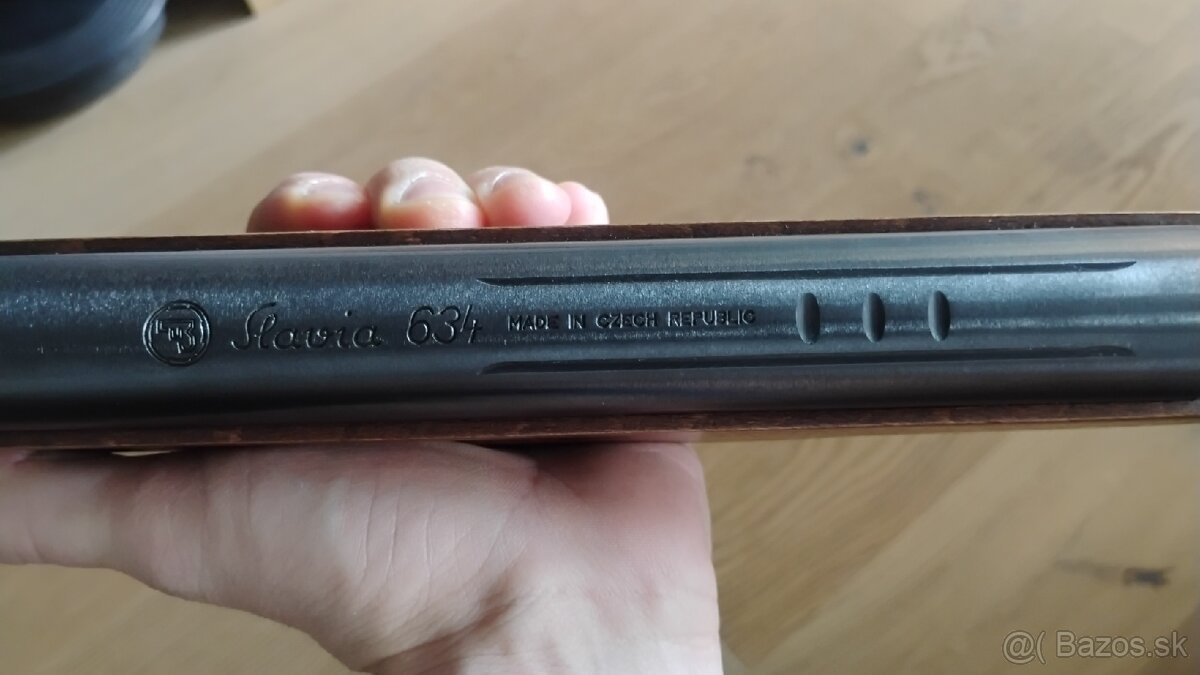 Slavia 634 MADE IN CZECH REPUBLIC
@( Bazos.sk